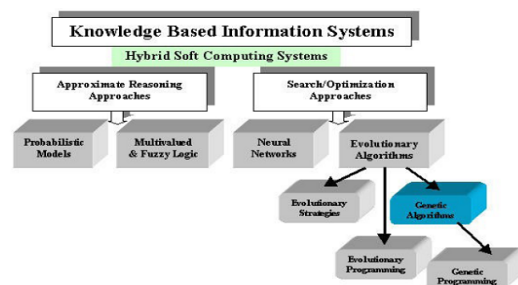 Knowledge Based Information Systems
Hybrid Soft Computing Systems
Approximate Reasoning
Approaches
Search/Optimization
Approaches
Probabilistic
Models
Multivalued
& Fuzzy Logic
Neural
Networks
Evolutionary
Algorithms
Evolutionary
Strategies
Genetic
Algorithms
Evolutionary
Programming
Genetic
Programming